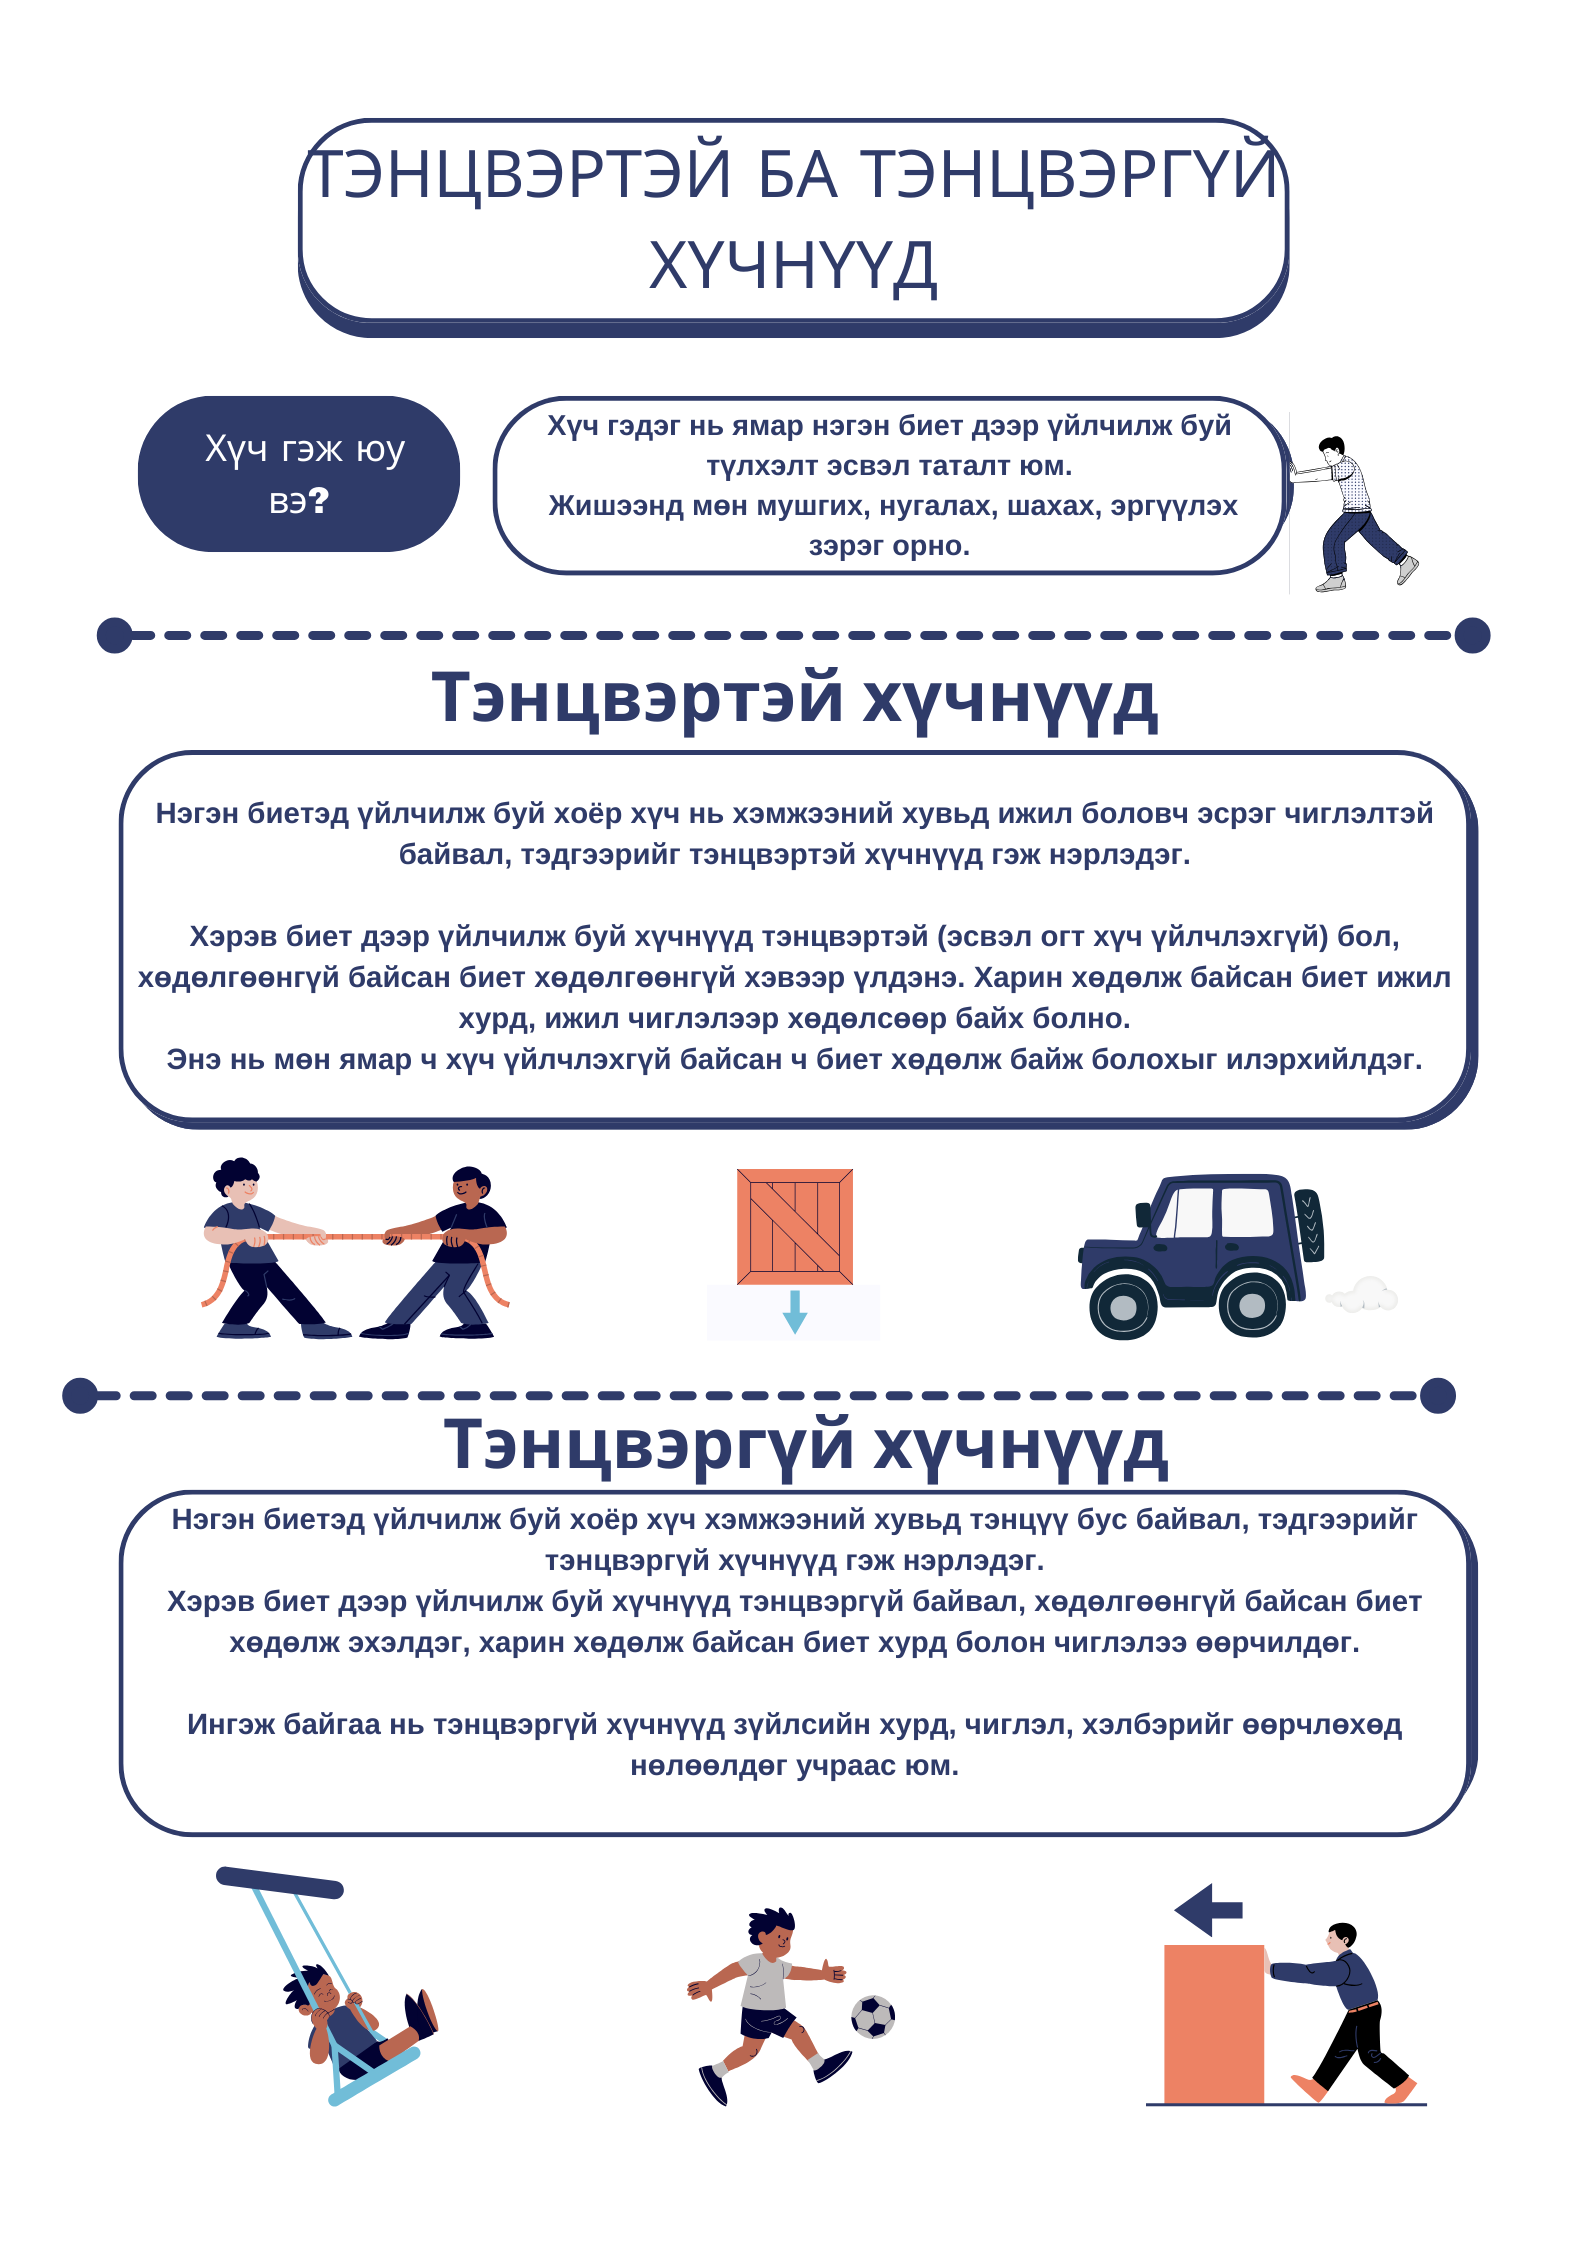 ТЭНЦВЭРТЭЙ БА ТЭНЦВЭРГҮЙ
ХҮЧНҮҮД
Хүч гэж юу
вэ?
Хүч гэдэг нь ямар нэгэн биет дээр үйлчилж буй
түлхэлт эсвэл таталт юм.
Жишээнд мөн мушгих, нугалах, шахах, эргүүлэх
зэрэг орно.
Тэнцвэртэй хүчнүүд
Нэгэн биетэд үйлчилж буй хоёр хүч нь хэмжээний хувьд ижил боловч эсрэг чиглэлтэй
байвал, тэдгээрийг тэнцвэртэй хүчнүүд гэж нэрлэдэг.
Хэрэв биет дээр үйлчилж буй хүчнүүд тэнцвэртэй (эсвэл огт хүч үйлчлэхгүй) бол,
хөдөлгөөнгүй байсан биет хөдөлгөөнгүй хэвээр үлдэнэ. Харин хөдөлж байсан биет ижил
хурд, ижил чиглэлээр хөдөлсөөр байх болно.
Энэ нь мөн ямар ч хүч үйлчлэхгүй байсан ч биет хөдөлж байж болохыг илэрхийлдэг.
Тэнцвэргүй хүчнүүд
Нэгэн биетэд үйлчилж буй хоёр хүч хэмжээний хувьд тэнцүү бус байвал, тэдгээрийг
тэнцвэргүй хүчнүүд гэж нэрлэдэг.
Хэрэв биет дээр үйлчилж буй хүчнүүд тэнцвэргүй байвал, хөдөлгөөнгүй байсан биет
хөдөлж эхэлдэг, харин хөдөлж байсан биет хурд болон чиглэлээ өөрчилдөг.
Ингэж байгаа нь тэнцвэргүй хүчнүүд зүйлсийн хурд, чиглэл, хэлбэрийг өөрчлөхөд
нөлөөлдөг учраас юм.